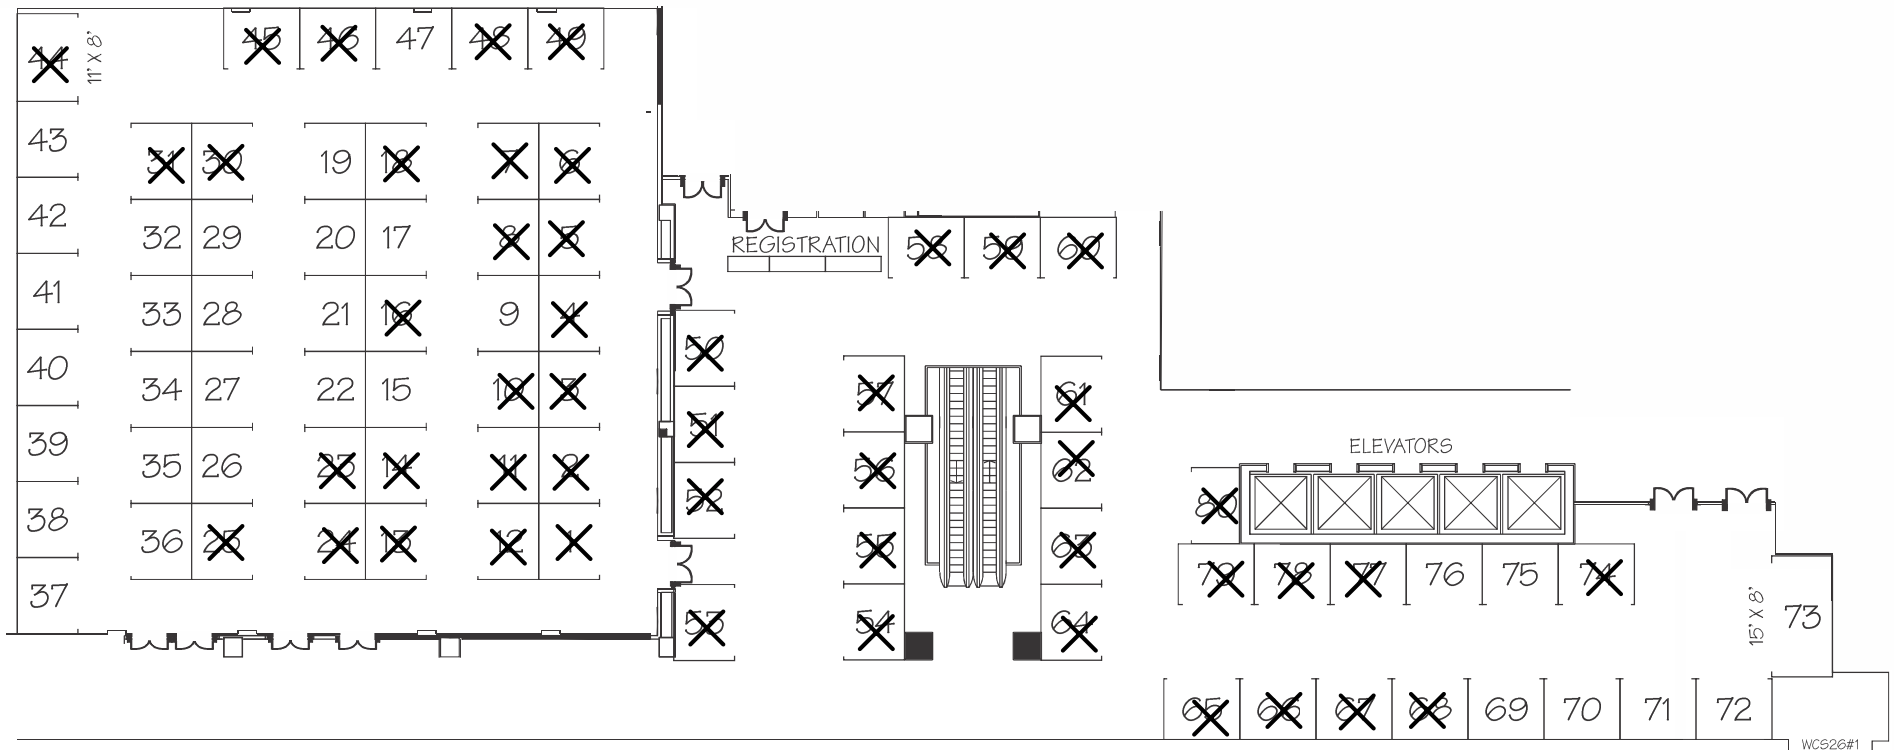 44 11' X 8' 45 46 47 48 49
43 31 30 19 18 7 6
42 32 29 20 17 8 5
REGISTRATION 58 59 60
41 33 28 21 16 9 4
50
40 34 27 22 15 10 3
57 61
51
39 35 26 23 14 11 2
56 62
ELEVATORS
52 80
38 36 25 24 13 12 1
55 63
79 78 77 76 75 74
37
53 54 64
15' X 8' 73
65 66 67 68 69 70 71 72
WCS26#1